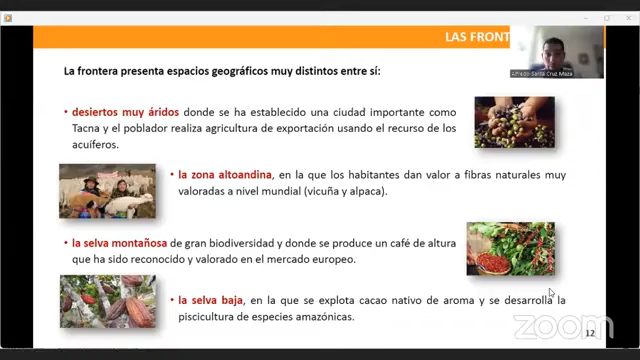 LAS FRONT
Alfredo Santa Cruz Maza
La frontera presenta espacios geográficos muy distintos entre sí:
• desiertos muy áridos donde se ha establecido una ciudad importante como
Tacna y el poblador realiza agricultura de exportación usando el recurso de los
acuíferos.
• la zona altoandina, en la que los habitantes dan valor a fibras naturales muy
valoradas a nivel mundial (vicuña y alpaca).
• la selva montañosa de gran biodiversidad y donde se produce un café de altura
que ha sido reconocido y valorado en el mercado europeo.
• la selva baja, en la que se explota cacao nativo de aroma y se desarrolla la
piscicultura de especies amazónicas.
zoom
12